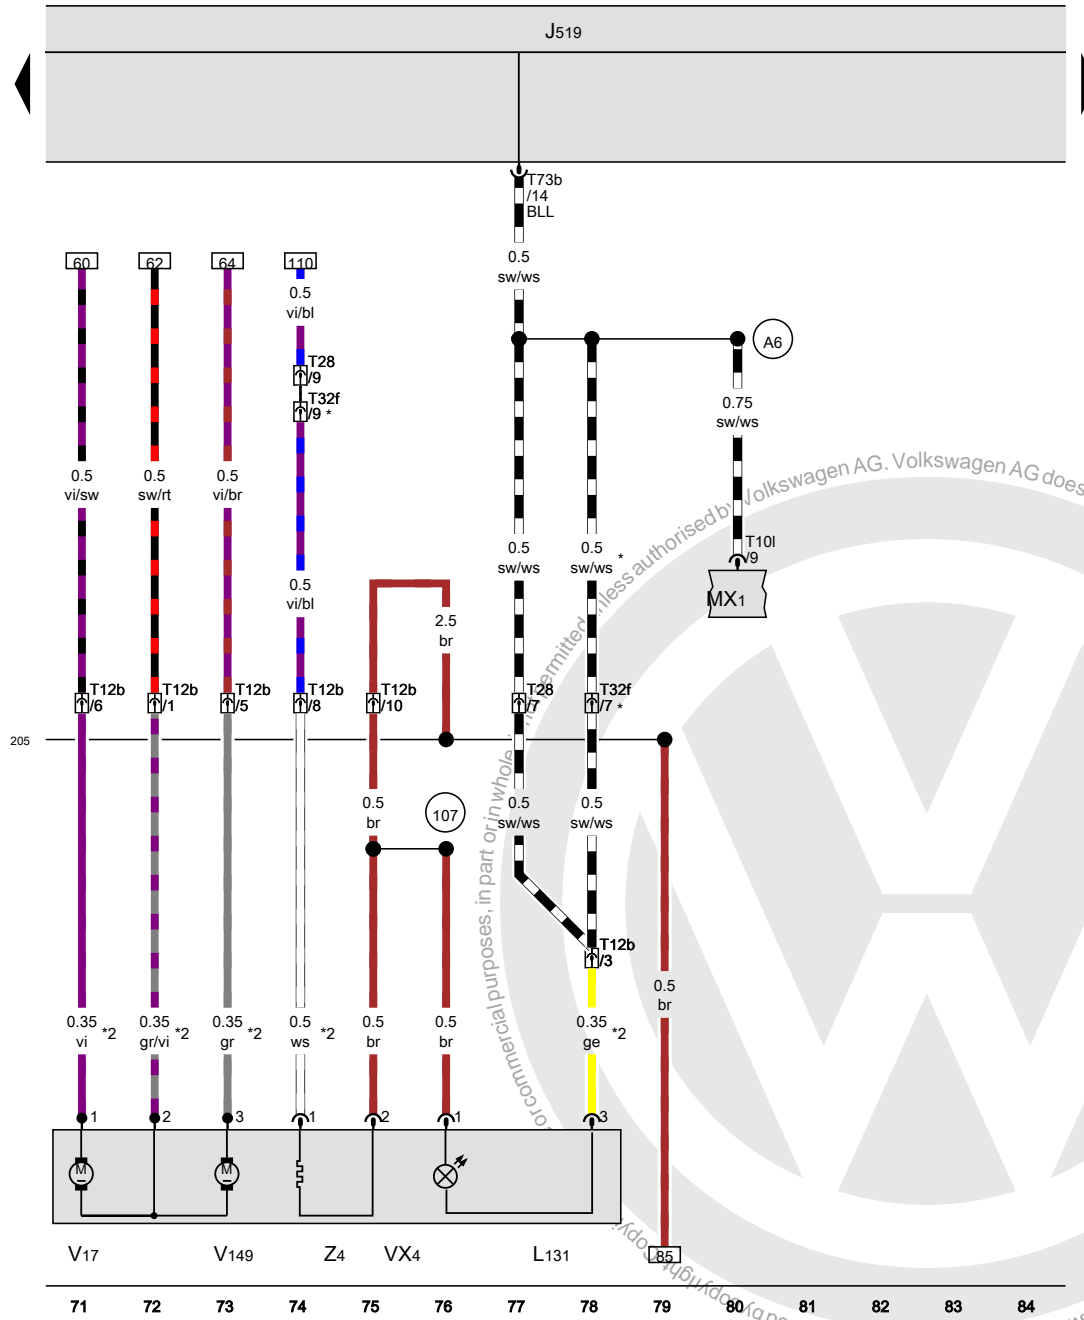 J519
T73b
/14
BLL
0.5
sw/ws
60
62
64
110
0.5
vi/bl
A6
T28
/9
T32f
/9 *
0.75
sw/ws
0.5
vi/sw
0.5
sw/rt
0.5
vi/br
0.5
sw/ws
0.5
sw/ws *
T10l
/9
MX1
0.5
vi/bl
2.5
br
T12b
/6
T12b
/1
T12b
/5
T12b
/8
T12b
/10
T28
/7
T32f
/7 *
205
0.5
br
107
0.5
sw/ws
0.5
sw/ws
T12b
/3
0.5
br
0.35
vi *2
0.35
gr/vi *2
0.35
gr *2
0.5
ws *2
0.5
br
0.5
br
0.35
ge *2
1 2 3 1 2 1 3
M M
V17 V149 Z4 VX4 L131 85
71 72 73 74 75 76 77 78 79 80 81 82 83 84
or commercial purposes, in part or in whole, is not permitted unless authorised by Volkswagen AG. Volkswagen AG does